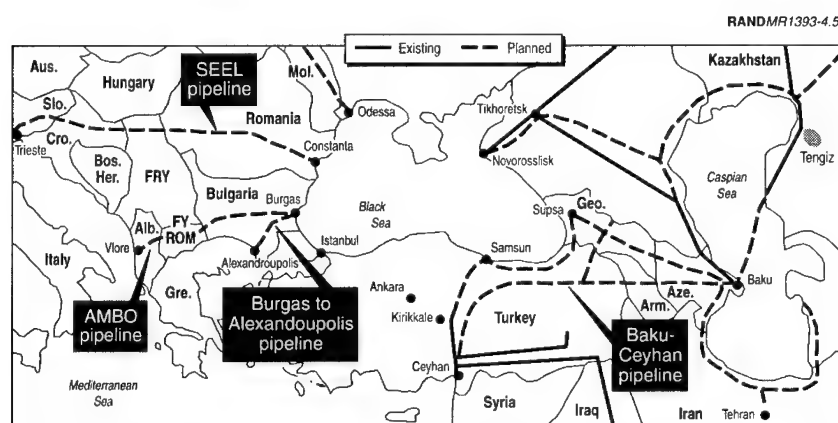 RANDMR1393-4.5
Existing
Planned
Aus.
Hungary
SEEL
pipeline
Mol.
Kazakhstan
Slo.
Romania
Odessa
Tikhoretsk
Cro.
Trieste
Constanta
Novorosslisk
Tengiz
Bos.
Her.
FRY
Caspian
Sea
Bulgaria
Burgas
Black
Sea
Supsa
Geo.
Alb.
FY
ROM
Vlore
Istanbul
Samsun
Italy
Alexandroupolis
Baku
Ankara
Aze.
Gre.
Arm.
AMBO
pipeline
Burgas to
Alexandoupolis
pipeline
Kirikkale
Turkey
Baku-
Ceyhan
pipeline
Ceyhan
Mediterranean
Sea
Syria
Iraq
Iran
Tehran